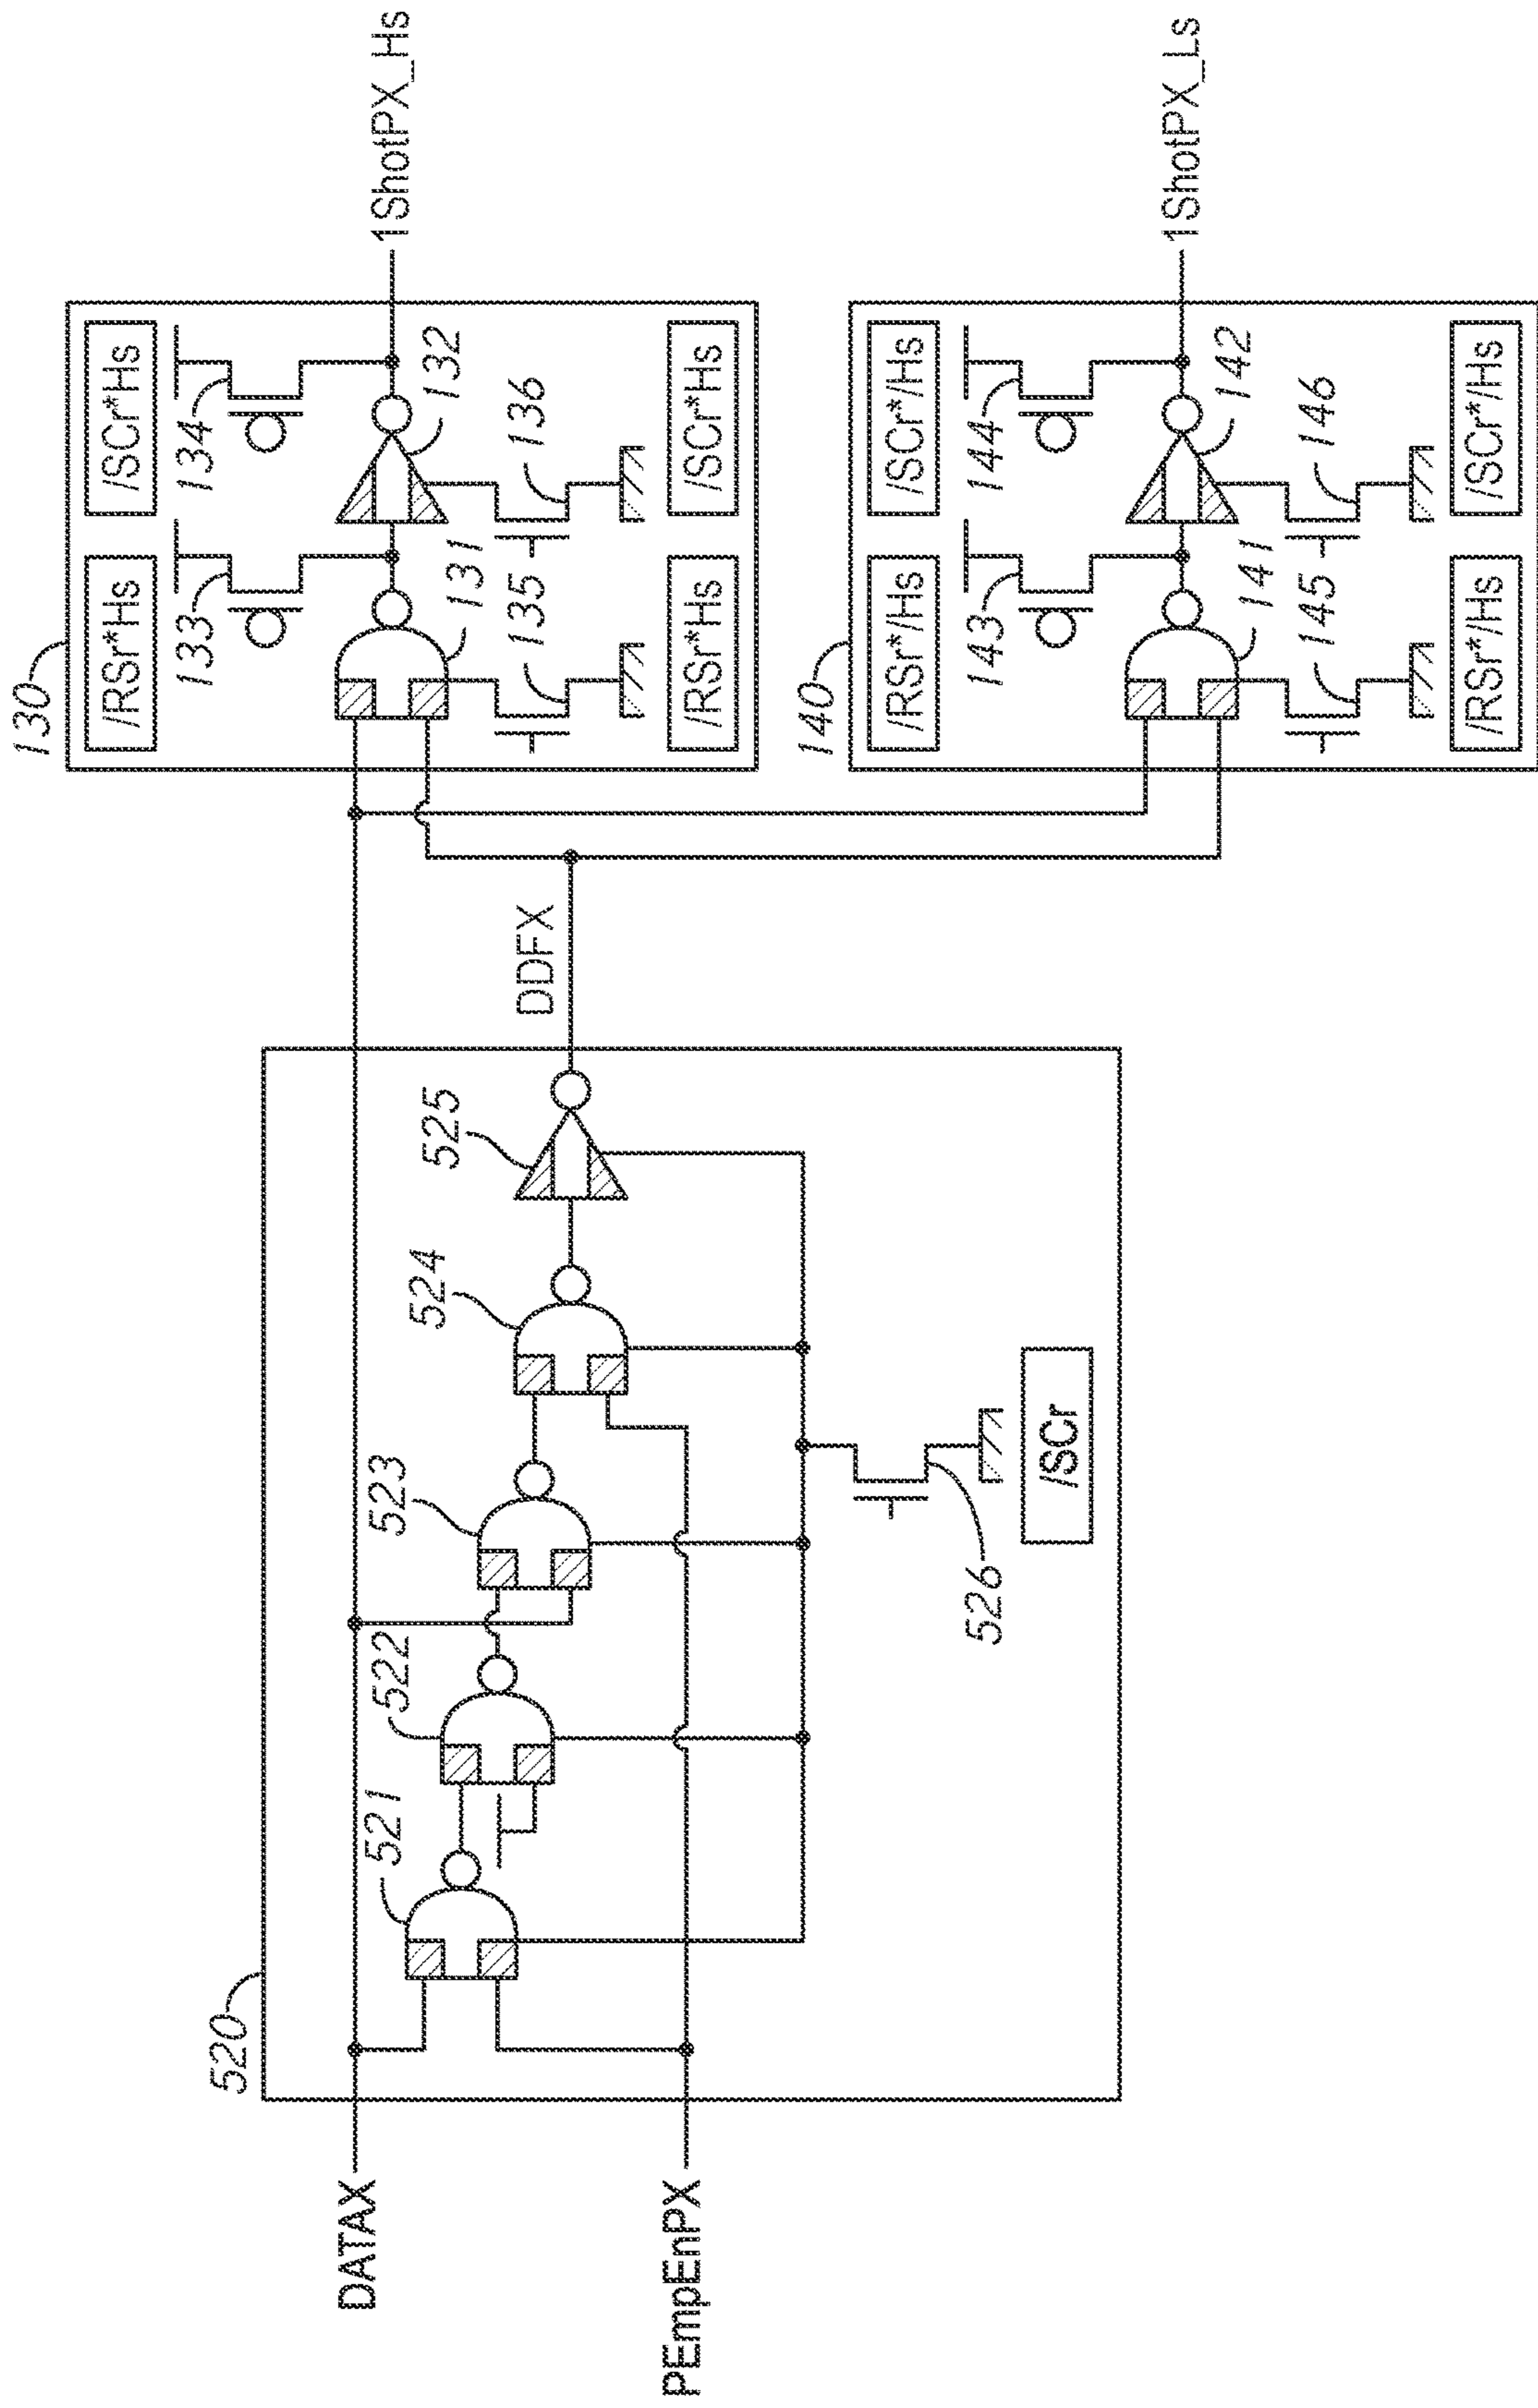 130
/RSr*Hs
/SCr*Hs
133
134
131
132
135
136
/RSr*Hs
/SCr*Hs
1ShotPX_Hs
140
/RSr*/Hs
/SCr*/Hs
143
144
141
142
145
146
/RSr*/Hs
/SCr*/Hs
1ShotPX_Ls
520
DATAX
PEmpEnPX
521
522
523
524
525
DDFX
526
/SCr